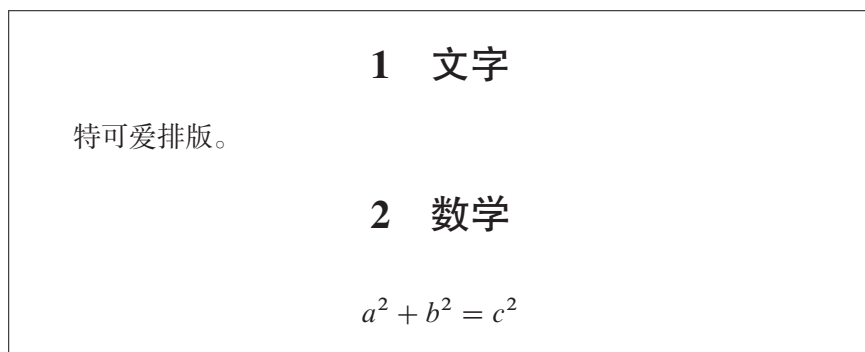 1 文字
特可爱排版。
2 数学
a² + b² = c²